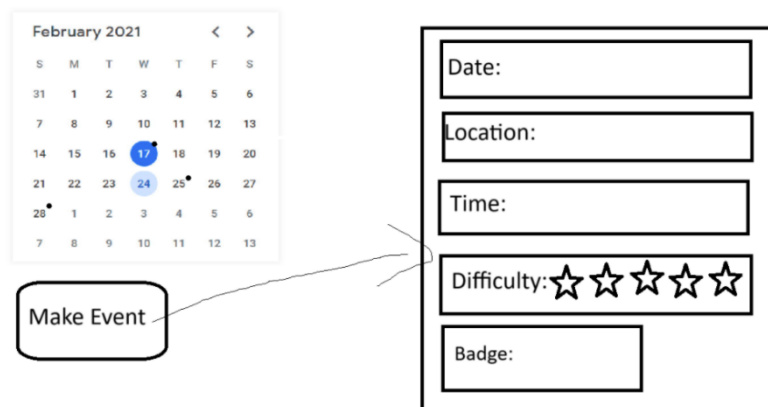 February 2021 < >
S M T W T F S
31 1 2 3 4 5 6
7 8 9 10 11 12 13
14 15 16 17 18 19 20
21 22 23 24 25 26 27
28 1 2 3 4 5 6
7 8 9 10 11 12 13
Make Event
Date:
Location:
Time:
Difficulty:
Badge: